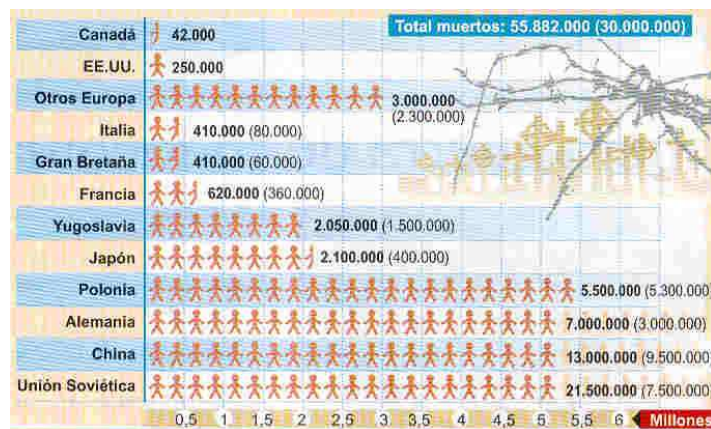 Total muertos: 55.882.000 (30.000.000)
Canadá 42.000
EE.UU. 250.000
Otros Europa 3.000.000
(2.300.000)
Italia 410.000 (80.000)
Gran Bretaña 410.000 (60.000)
Francia 620.000 (360.000)
Yugoslavia 2.050.000 (1.500.000)
Japón 2.100.000 (400.000)
Polonia 5.500.000 (5.300.000)
Alemania 7.000.000 (3.000.000)
China 13.000.000 (9.500.000)
Unión Soviética 21.500.000 (7.500.000)
0,5 1 1,5 2 2,5 3 3,5 4 4,5 5 5,5 6 Millones